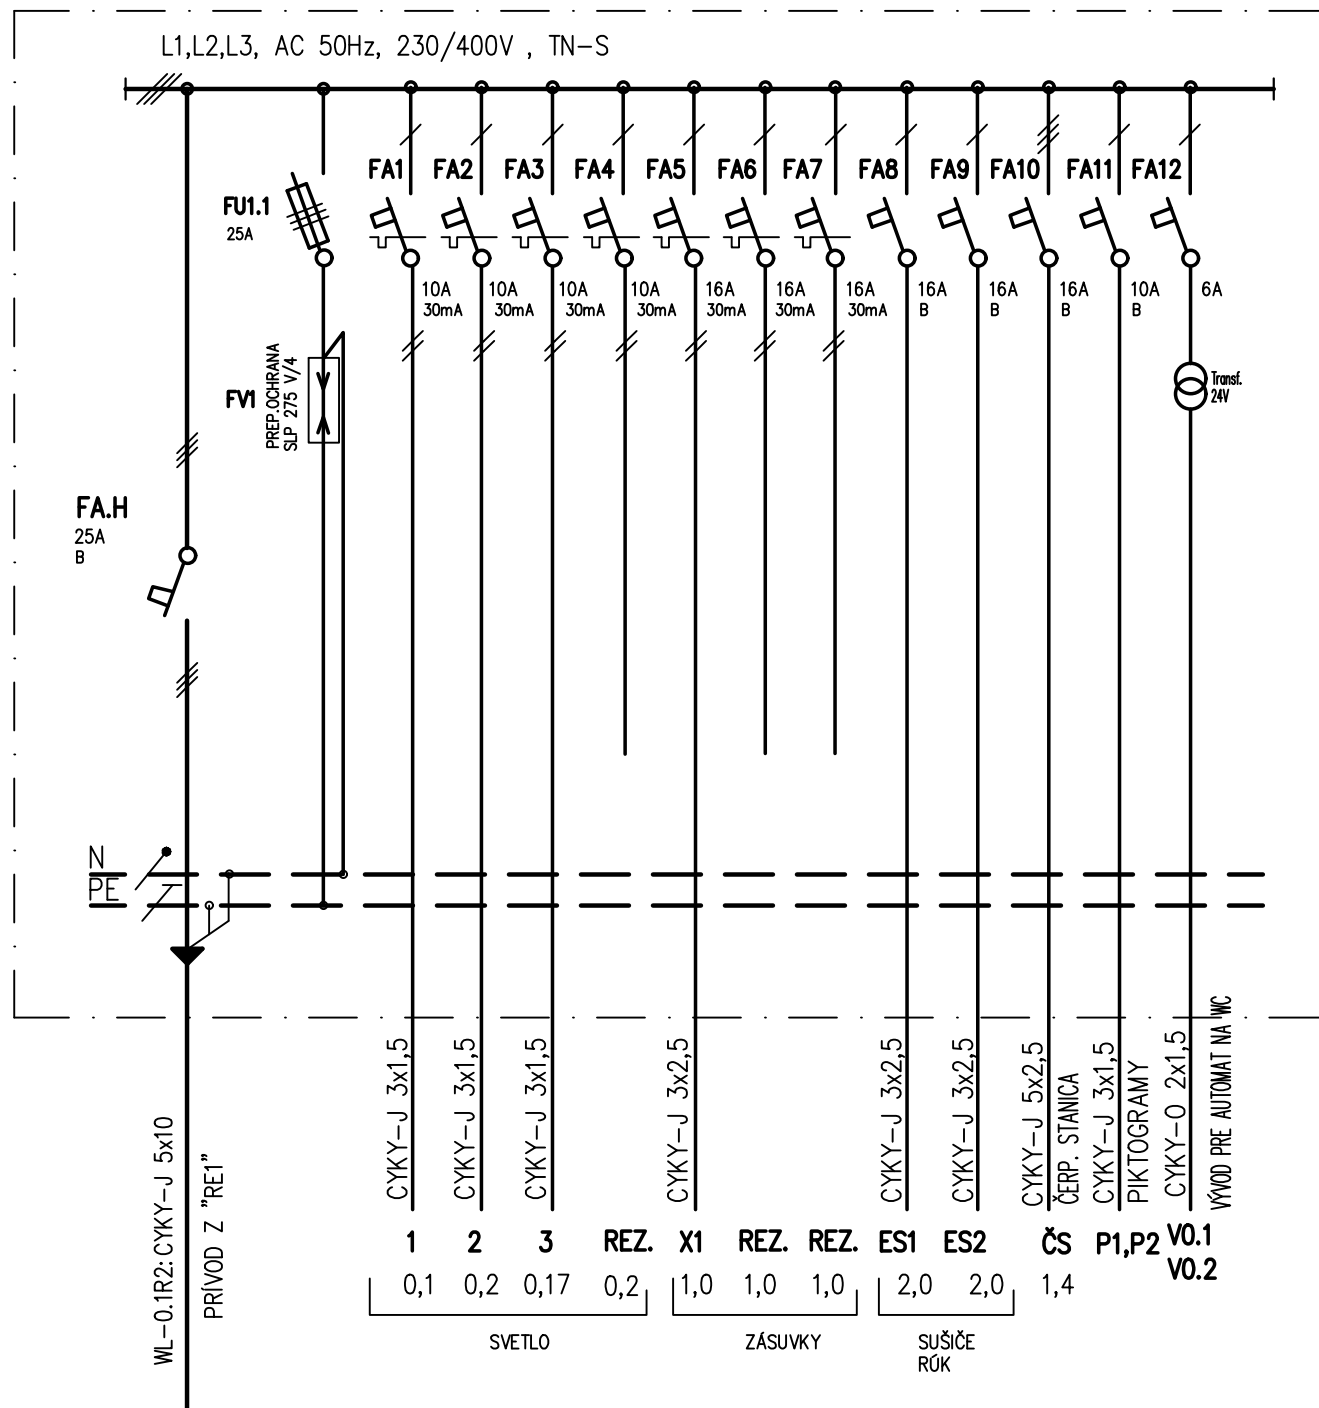 L1,L2,L3, AC 50Hz, 230/400V , TN-S
FA1 FA2 FA3 FA4 FA5 FA6 FA7 FA8 FA9 FA10 FA11 FA12
FU1.1
25A
10A 10A 10A 10A 16A 16A 16A 16A 16A 16A 10A 6A
30mA 30mA 30mA 30mA 30mA 30mA 30mA B B B B
FV1
PREP.OCHRANA
SLP 275 V/4
Transf.
24V
FA.H
25A
B
N
PE
WL-0.1R2:CYKY-J 5x10
PRÍVOD Z "RE1"
CYKY-J 3x1,5
CYKY-J 3x1,5
CYKY-J 3x1,5
CYKY-J 3x2,5
CYKY-J 3x2,5
CYKY-J 3x2,5
CYKY-J 5x2,5
ČERP. STANICA
CYKY-J 3x1,5
PIKTOGRAMY
CYKY-O 2x1,5
VÝVOD PRE AUTOMAT NA WC
1 2 3 REZ. X1 REZ. REZ. ES1 ES2 ČS P1,P2 V0.1
V0.2
0,1 0,2 0,17 0,2 1,0 1,0 1,0 2,0 2,0 1,4
SVETLO ZÁSUVKY SUŠIČE
RÚK